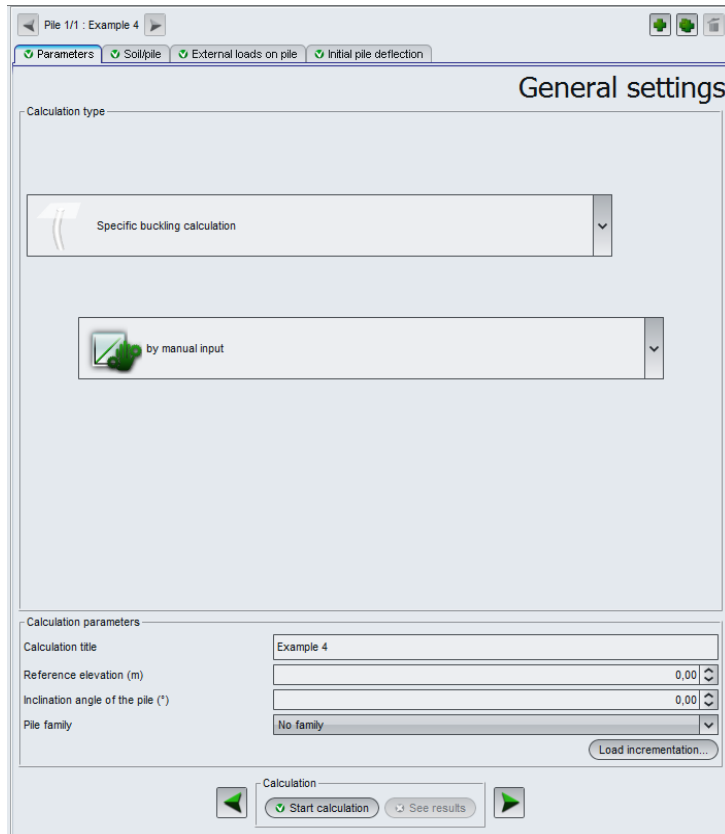 Pile 1/1 : Example 4
Parameters Soil/pile External loads on pile Initial pile deflection
General settings
Calculation type
Specific buckling calculation
by manual input
Calculation parameters
Calculation title Example 4
Reference elevation (m) 0,00
Inclination angle of the pile (°) 0,00
Pile family No family
Load incrementation...
Calculation
Start calculation See results